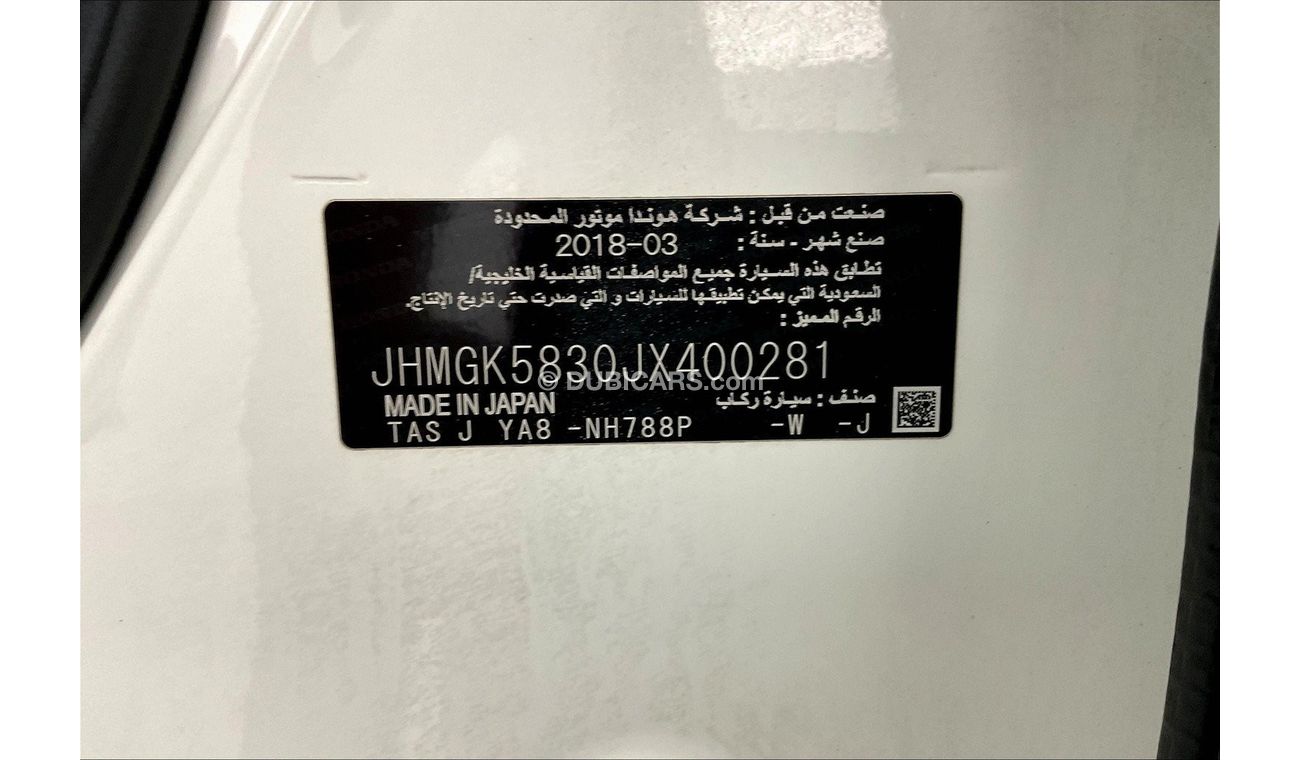 صنعت من قبل : شركة هوندا موتور المحدودة
صنع شهر - سنة : 2018-03
تطابق هذه السيارة جميع المواصفات القياسية الخليجية/
السعودية التي يمكن تطبيقها للسيارات و التي صدرت حتي تاريخ الإنتاج.
الرقم المميز :
JHMGK5830JX400281
© DUBICARS.com
صنف : سيارة ركاب
MADE IN JAPAN
TAS J YA8 -NH788P -W -J